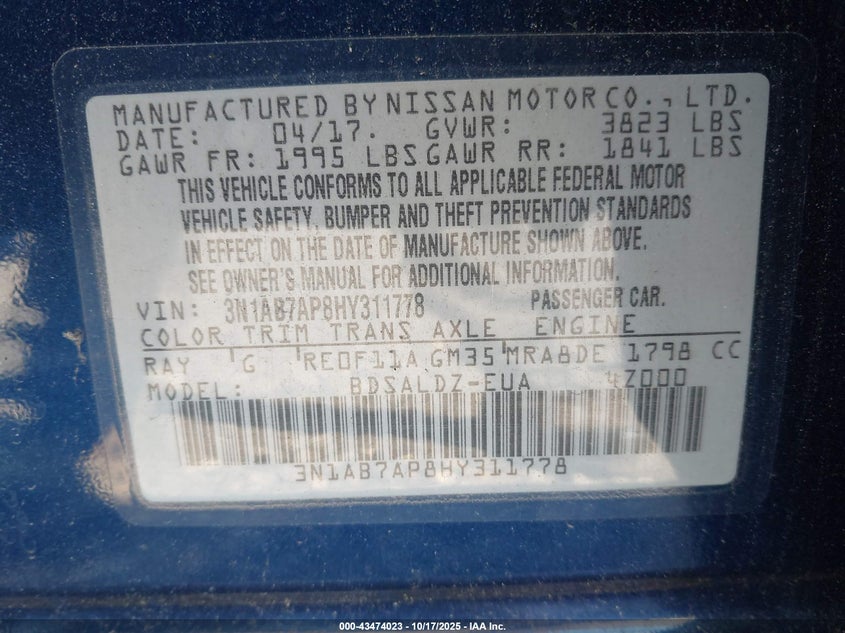 MANUFACTURED BY NISSAN MOTOR CO., LTD.
DATE: 04/17. GVWR: 3823 LBS
GAWR FR: 1995 LBS GAWR RR: 1841 LBS
THIS VEHICLE CONFORMS TO ALL APPLICABLE FEDERAL MOTOR
VEHICLE SAFETY, BUMPER AND THEFT PREVENTION STANDARDS
IN EFFECT ON THE DATE OF MANUFACTURE SHOWN ABOVE.
SEE OWNER'S MANUAL FOR ADDITIONAL INFORMATION.
VIN: 3N1AB7AP8HY311778 PASSENGER CAR.
COLOR TRIM TRANS AXLE ENGINE
RAY G RE0F11A GM35 MRA8DE 1798 CC
MODEL: BDSALDZ-EUA 4Z000
3N1AB7AP8HY311778
000-43474023 - 10/17/2025 - IAA Inc.